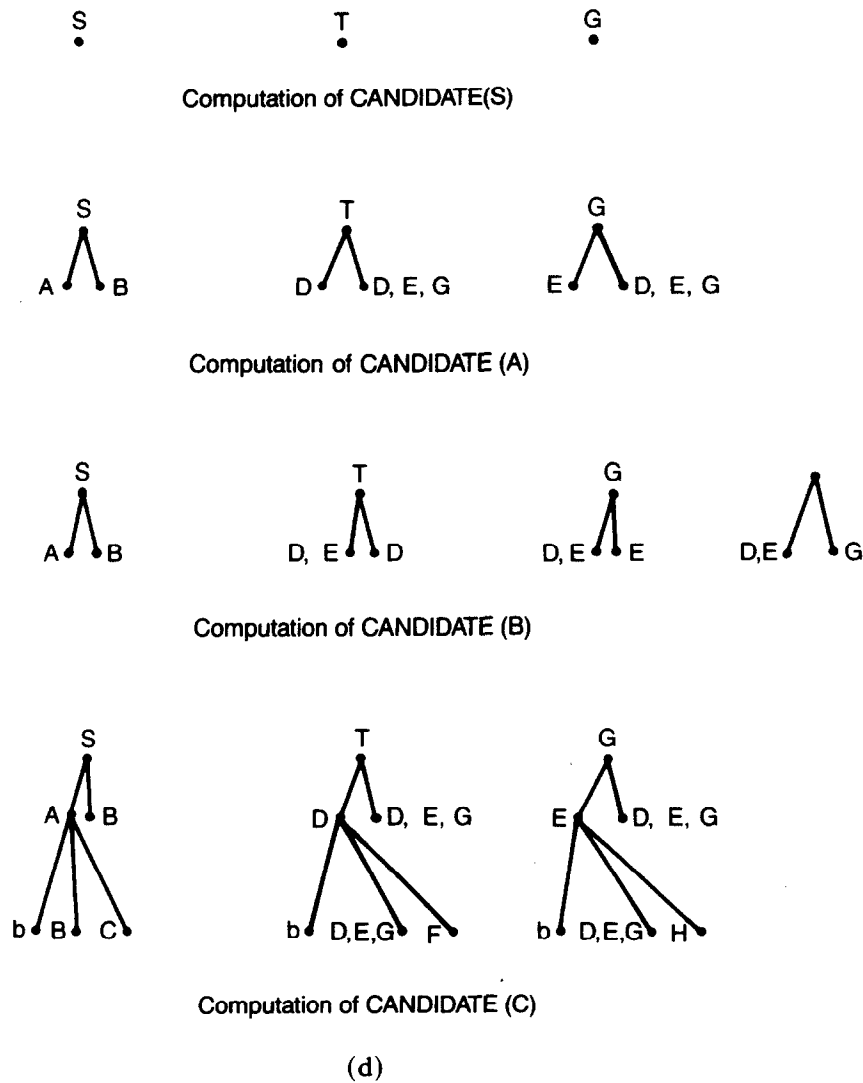 S T G
Computation of CANDIDATE(S)
S T G
A B D D, E, G E D, E, G
Computation of CANDIDATE (A)
S T G
A B D, E D D, E E D,E G
Computation of CANDIDATE (B)
S T G
A B D D, E, G E D, E, G
b B C b D,E,G F b D,E,G H
Computation of CANDIDATE (C)
(d)